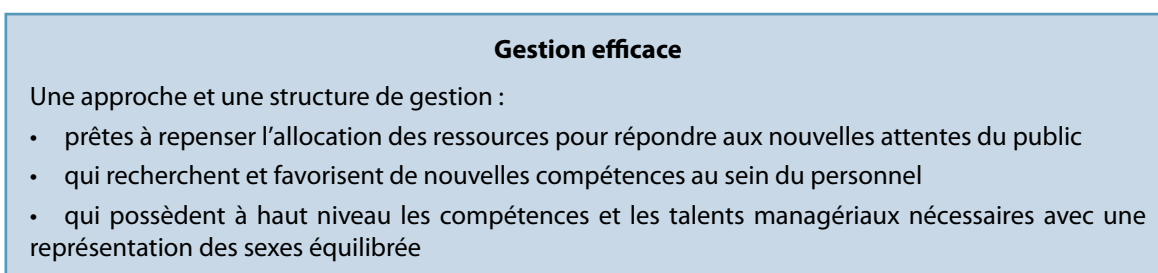 Gestion efficace
Une approche et une structure de gestion :
• prêtes à repenser l’allocation des ressources pour répondre aux nouvelles attentes du public
• qui recherchent et favorisent de nouvelles compétences au sein du personnel
• qui possèdent à haut niveau les compétences et les talents managériaux nécessaires avec une
représentation des sexes équilibrée